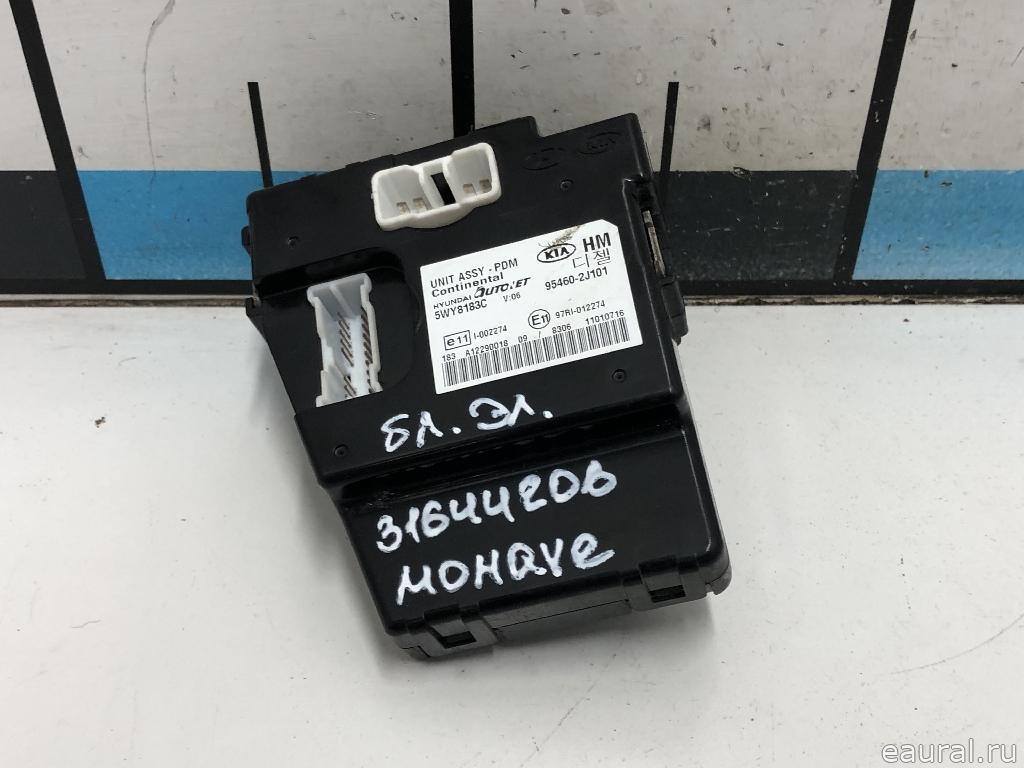 KIA
HM
디젤
UNIT ASSY - PDM
Continental
HYUNDAI AUTONET
5WY8183C V:06
95460-2J101
e11 I-002274
E11 97RI-012274
183 A12290018 09 / 8306 11010716
бл. эл.
31644206
МОНАVE
eaural.ru